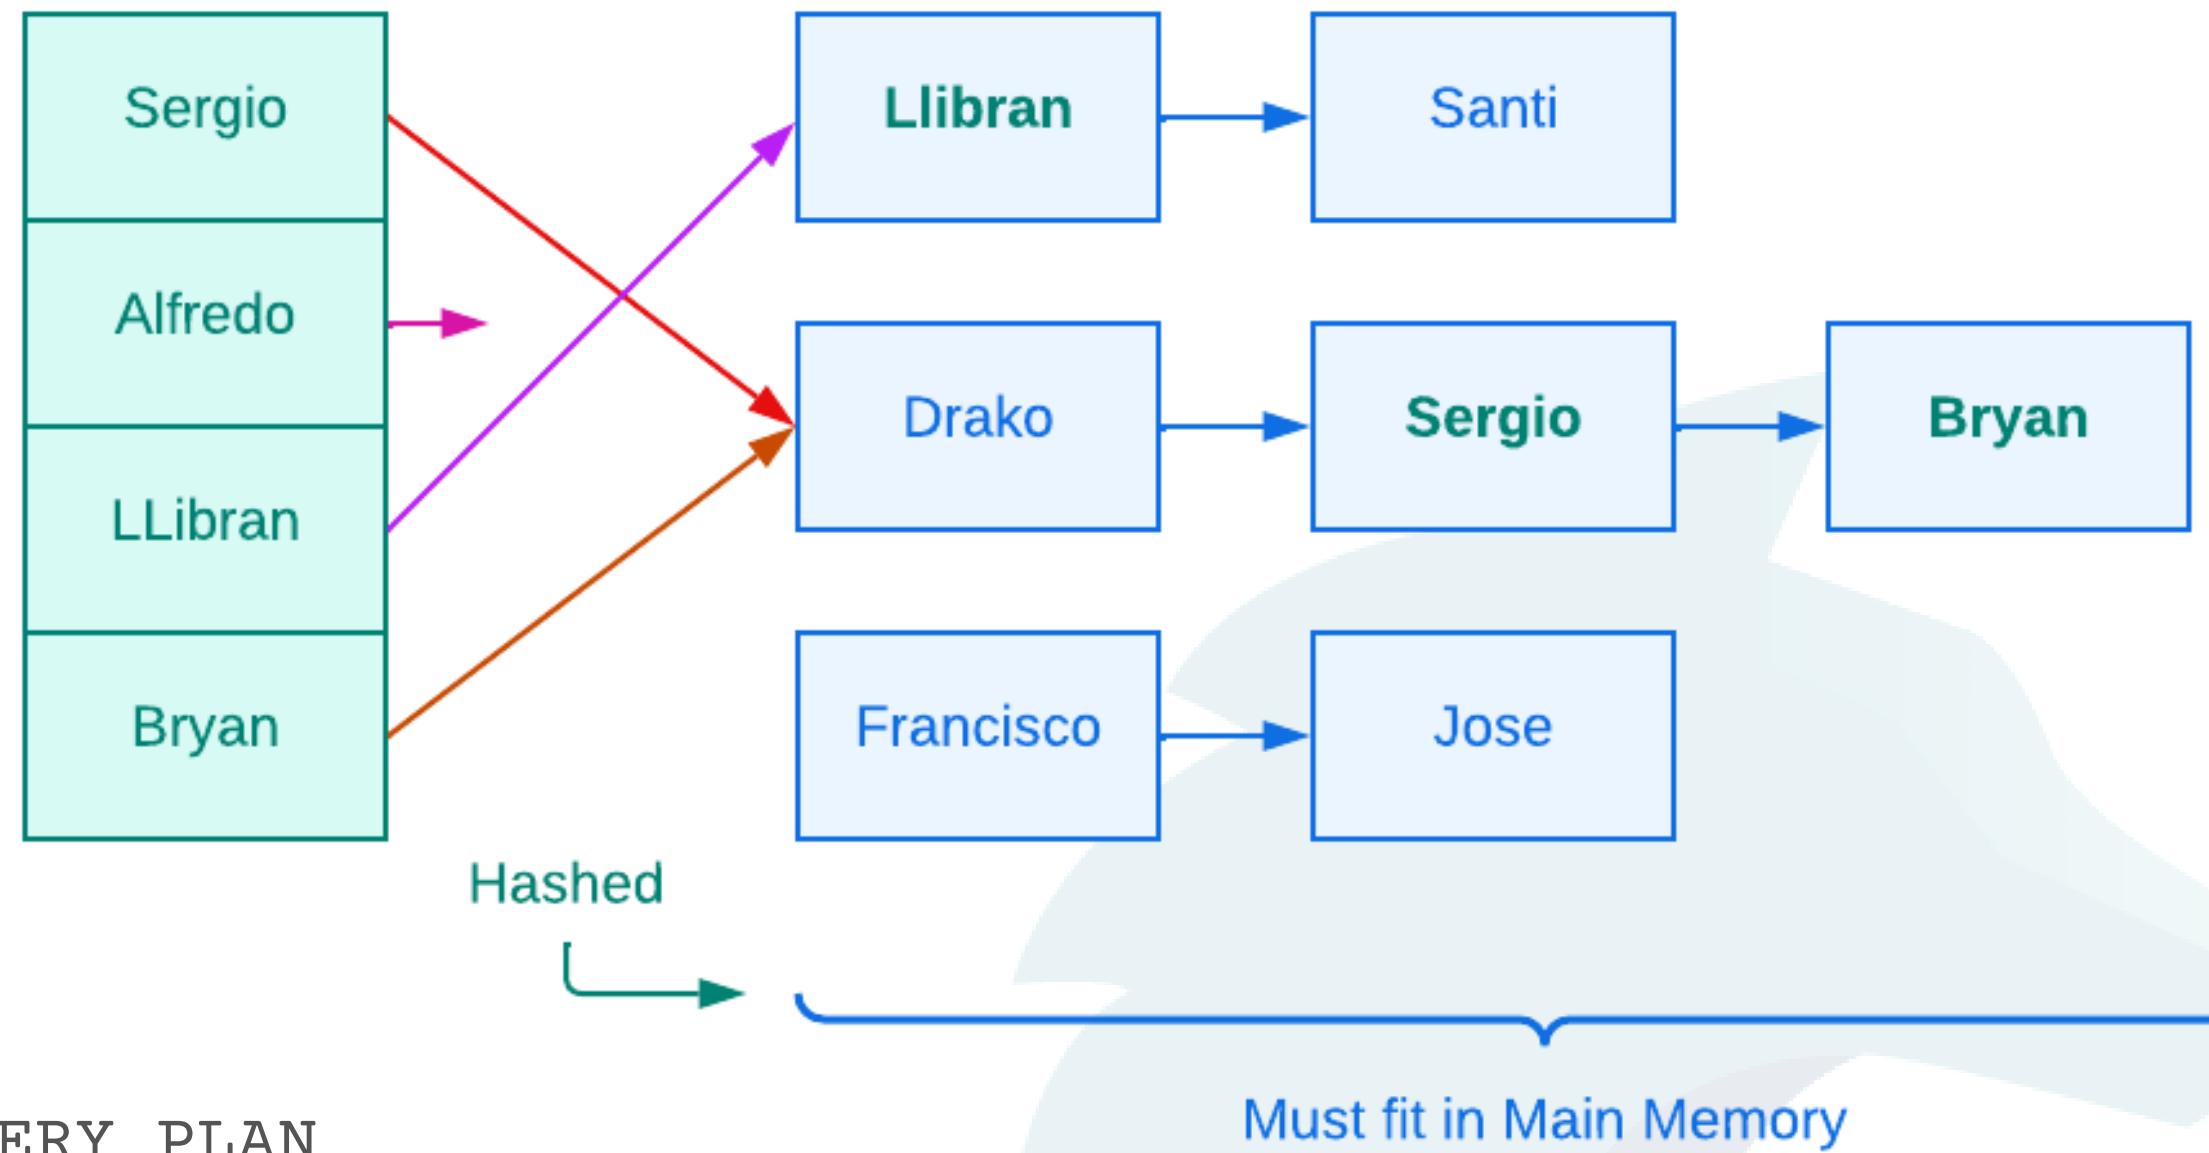 Sergio
Llibran
Santi
Alfredo
Drako
Sergio
Bryan
LLibran
Bryan
Francisco
Jose
Hashed
Must fit in Main Memory
ERY PLAN